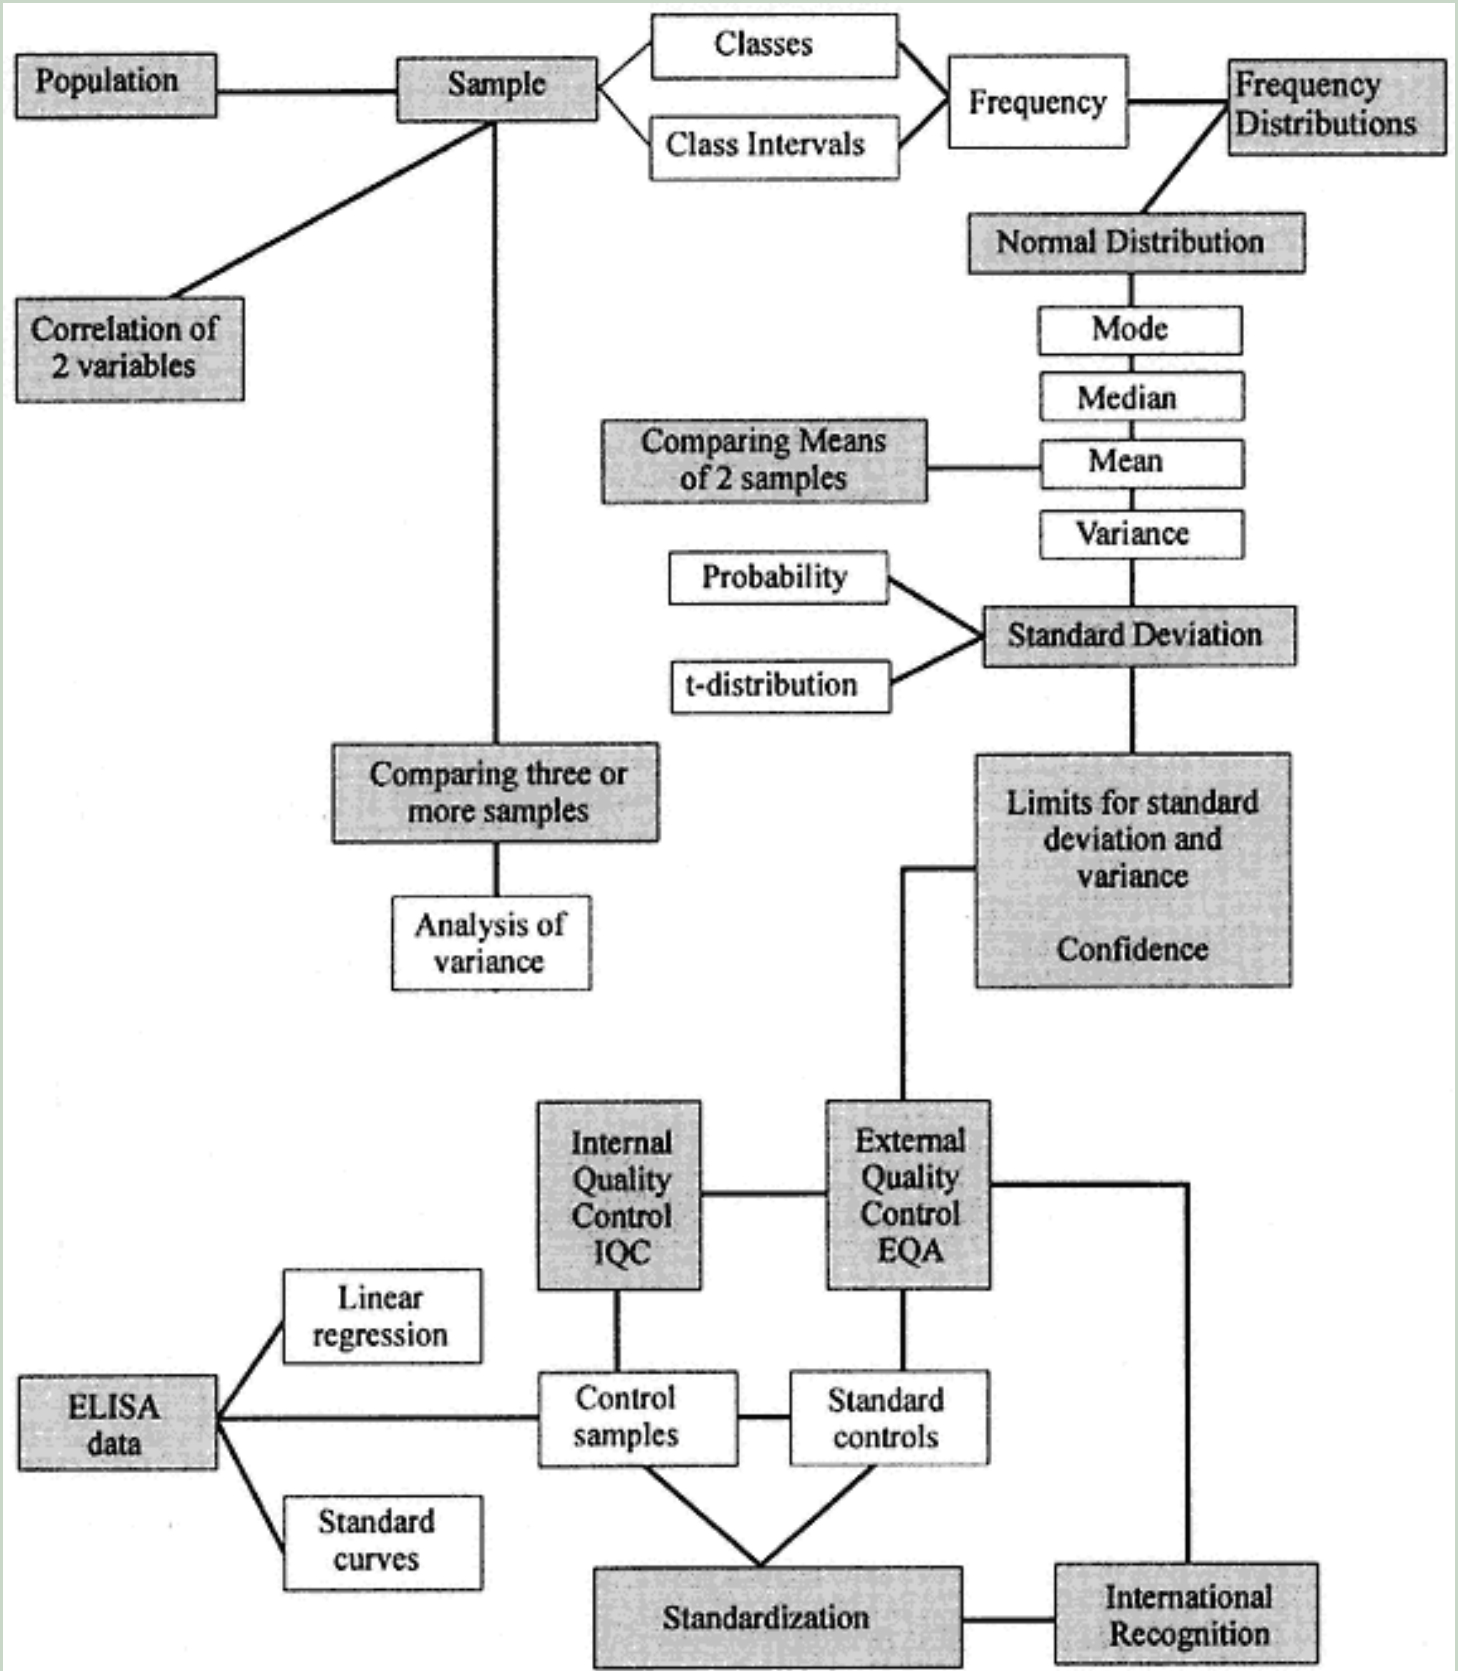 Population
Sample
Classes
Class Intervals
Frequency
Frequency
Distributions
Normal Distribution
Correlation of
2 variables
Mode
Median
Comparing Means
of 2 samples
Mean
Variance
Probability
Standard Deviation
t-distribution
Comparing three or
more samples
Limits for standard
deviation and
variance
Confidence
Analysis of
variance
Internal
Quality
Control
IQC
External
Quality
Control
EQA
Linear
regression
ELISA
data
Control
samples
Standard
controls
Standard
curves
Standardization
International
Recognition